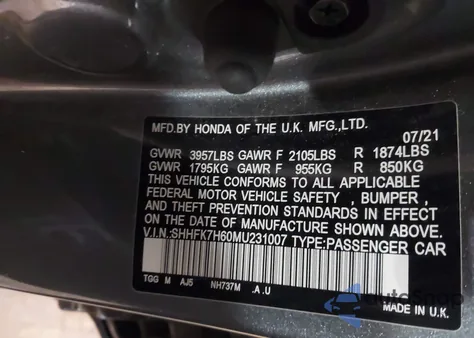 MFD.BY HONDA OF THE U.K. MFG.,LTD.
07/21
GVWR 3957LBS GAWR F 2105LBS R 1874LBS
GVWR 1795KG GAWR F 955KG R 850KG
THIS VEHICLE CONFORMS TO ALL APPLICABLE
FEDERAL MOTOR VEHICLE SAFETY , BUMPER ,
AND THEFT PREVENTION STANDARDS IN EFFECT
ON THE DATE OF MANUFACTURE SHOWN ABOVE.
V.I.N.:SHHFK7H60MU231007 TYPE:PASSENGER CAR
TGG M AJ5 NH737M .A.U
AutoSnap
MADE IN U.K.